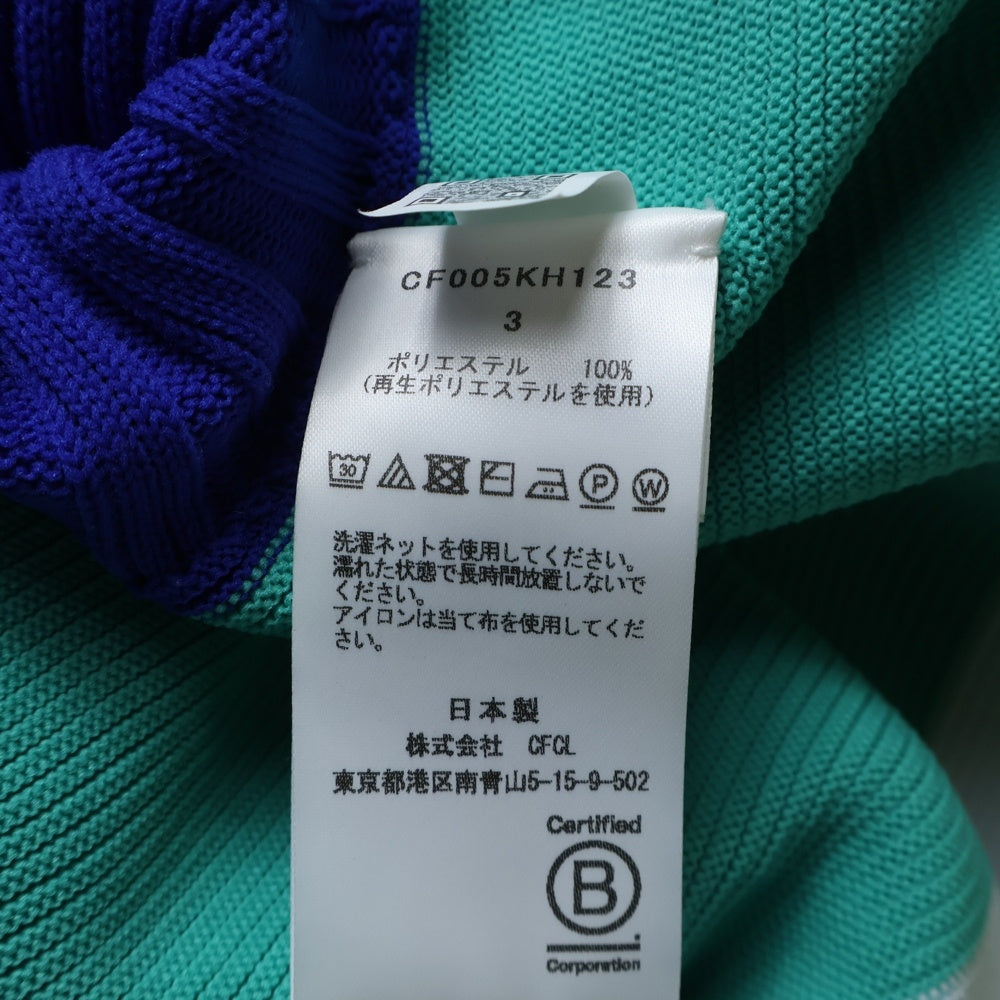 CF005KH123
3
ポリエステル 100%
(再生ポリエステルを使用)
30
P W
洗濯ネットを使用してください。
濡れた状態で長時間放置しないで
ください。
アイロンは当て布を使用してくだ
さい。
日本製
株式会社 CFCL
東京都港区南青山5-15-9-502
Certified
B
Corporation